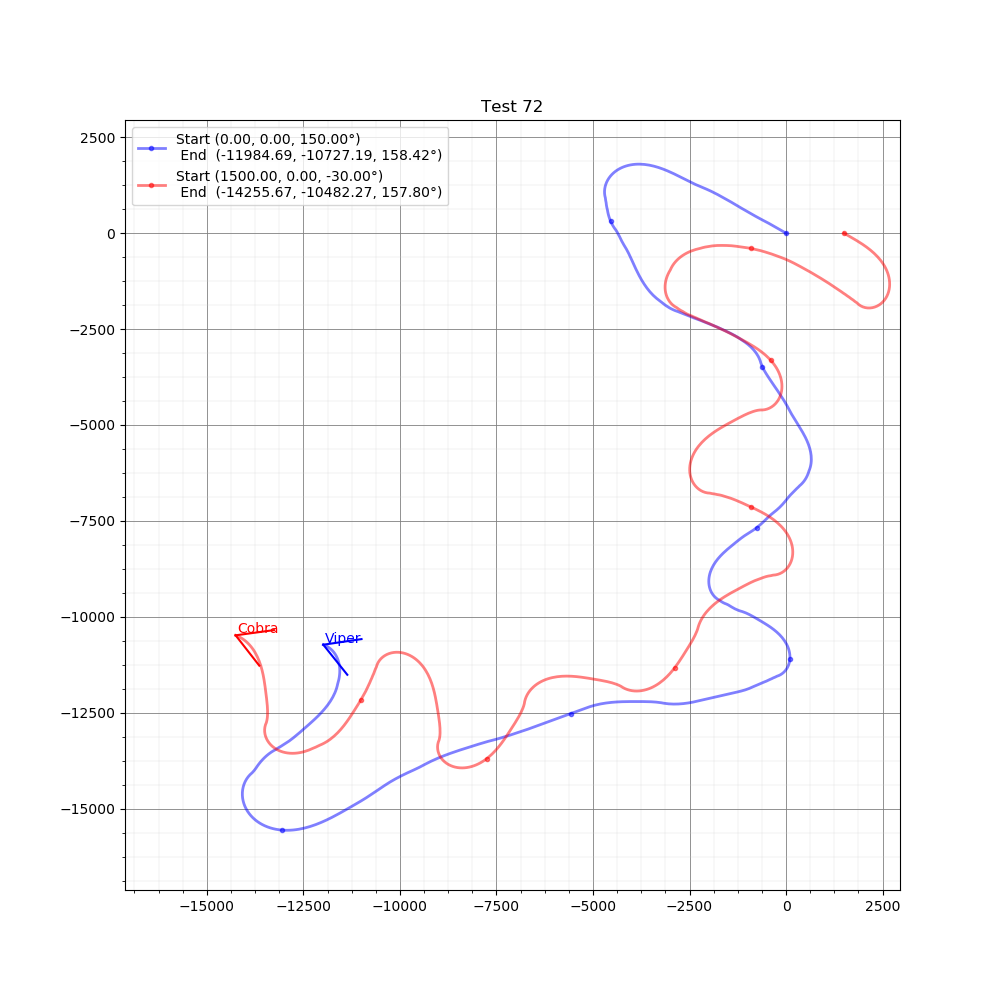 Test 72
Start (0.00, 0.00, 150.00°)
End (-11984.69, -10727.19, 158.42°)
Start (1500.00, 0.00, -30.00°)
End (-14255.67, -10482.27, 157.80°)
2500
0
−2500
−5000
−7500
−10000
−12500
−15000
Cobra
Viper
−15000 −12500 −10000 −7500 −5000 −2500 0 2500